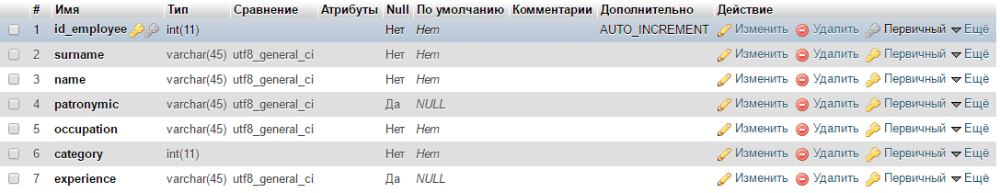 # Имя Тип Сравнение Атрибуты Null По умолчанию Комментарии Дополнительно Действие
1 id_employee int(11) Нет Нет AUTO_INCREMENT Изменить Удалить Первичный Ещё
2 surname varchar(45) utf8_general_ci Нет Нет Изменить Удалить Первичный Ещё
3 name varchar(45) utf8_general_ci Нет Нет Изменить Удалить Первичный Ещё
4 patronymic varchar(45) utf8_general_ci Да NULL Изменить Удалить Первичный Ещё
5 occupation varchar(45) utf8_general_ci Нет Нет Изменить Удалить Первичный Ещё
6 category int(11) Нет Нет Изменить Удалить Первичный Ещё
7 experience varchar(45) utf8_general_ci Да NULL Изменить Удалить Первичный Ещё